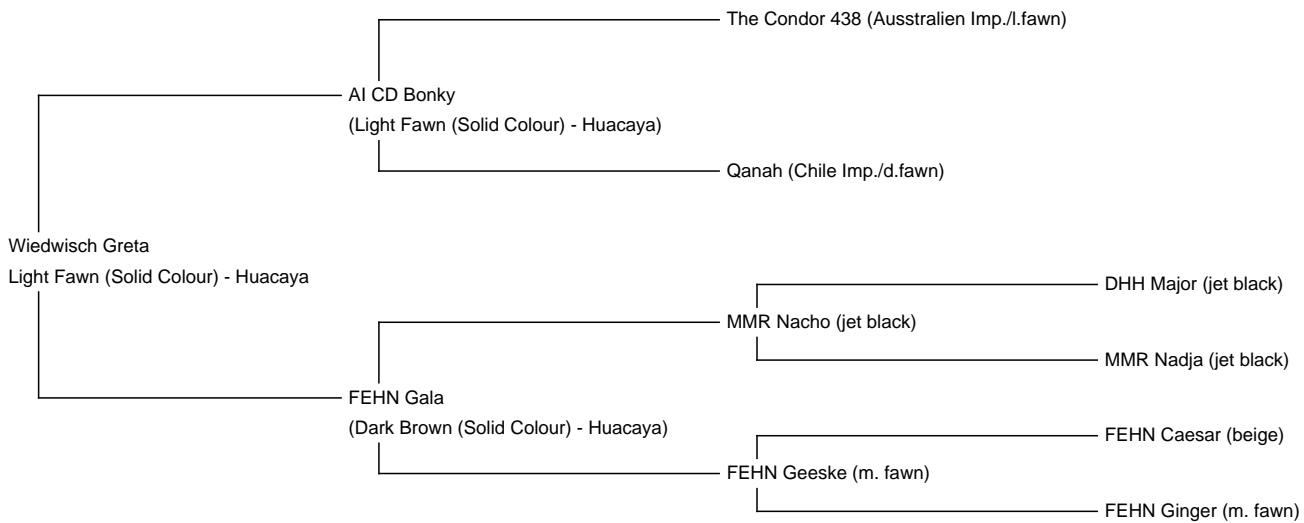 The Condor 438 (Ausstralien Imp./l.fawn)
AI CD Bonky
(Light Fawn (Solid Colour) - Huacaya)
Qanah (Chile Imp./d.fawn)
Wiedwisch Greta
Light Fawn (Solid Colour) - Huacaya
DHH Major (jet black)
MMR Nacho (jet black)
MMR Nadja (jet black)
FEHN Gala
(Dark Brown (Solid Colour) - Huacaya)
FEHN Caesar (beige)
FEHN Geeske (m. fawn)
FEHN Ginger (m. fawn)